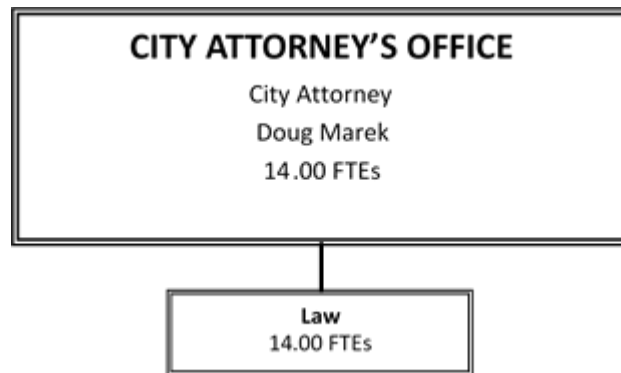 CITY ATTORNEY’S OFFICE
City Attorney
Doug Marek
14.00 FTEs
Law
14.00 FTEs